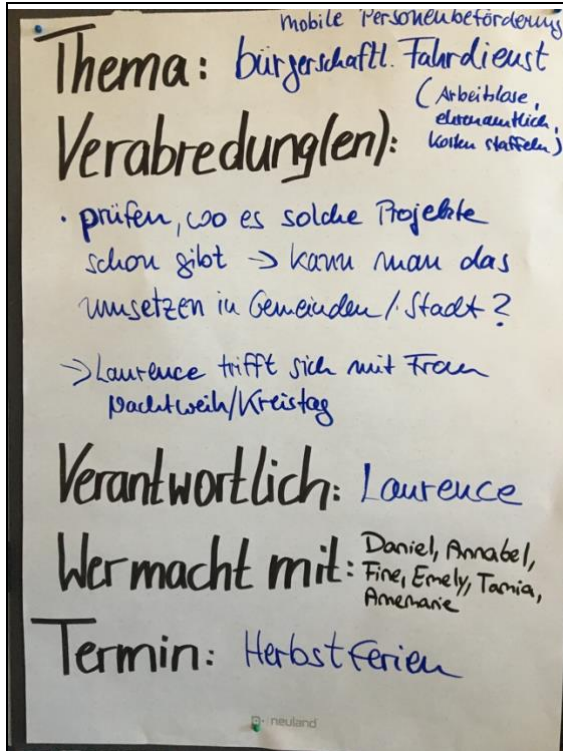 mobile Personenbeförderung
Thema: bürgerschaftl. Fahrdienst
(Arbeitslose,
ehrenamtlich,
Kosten staffeln)
Verabredung(en):
· prüfen, wo es solche Projekte
schon gibt → kann man das
umsetzen in Gemeinden / Stadt?
→ Laurence trifft sich mit Frau
Nachtweih/Kreistag
Verantwortlich: Laurence
Wer macht mit: Daniel, Annabel,
Fine, Emely, Tamia,
Annemarie
Termin: Herbstferien
neuland